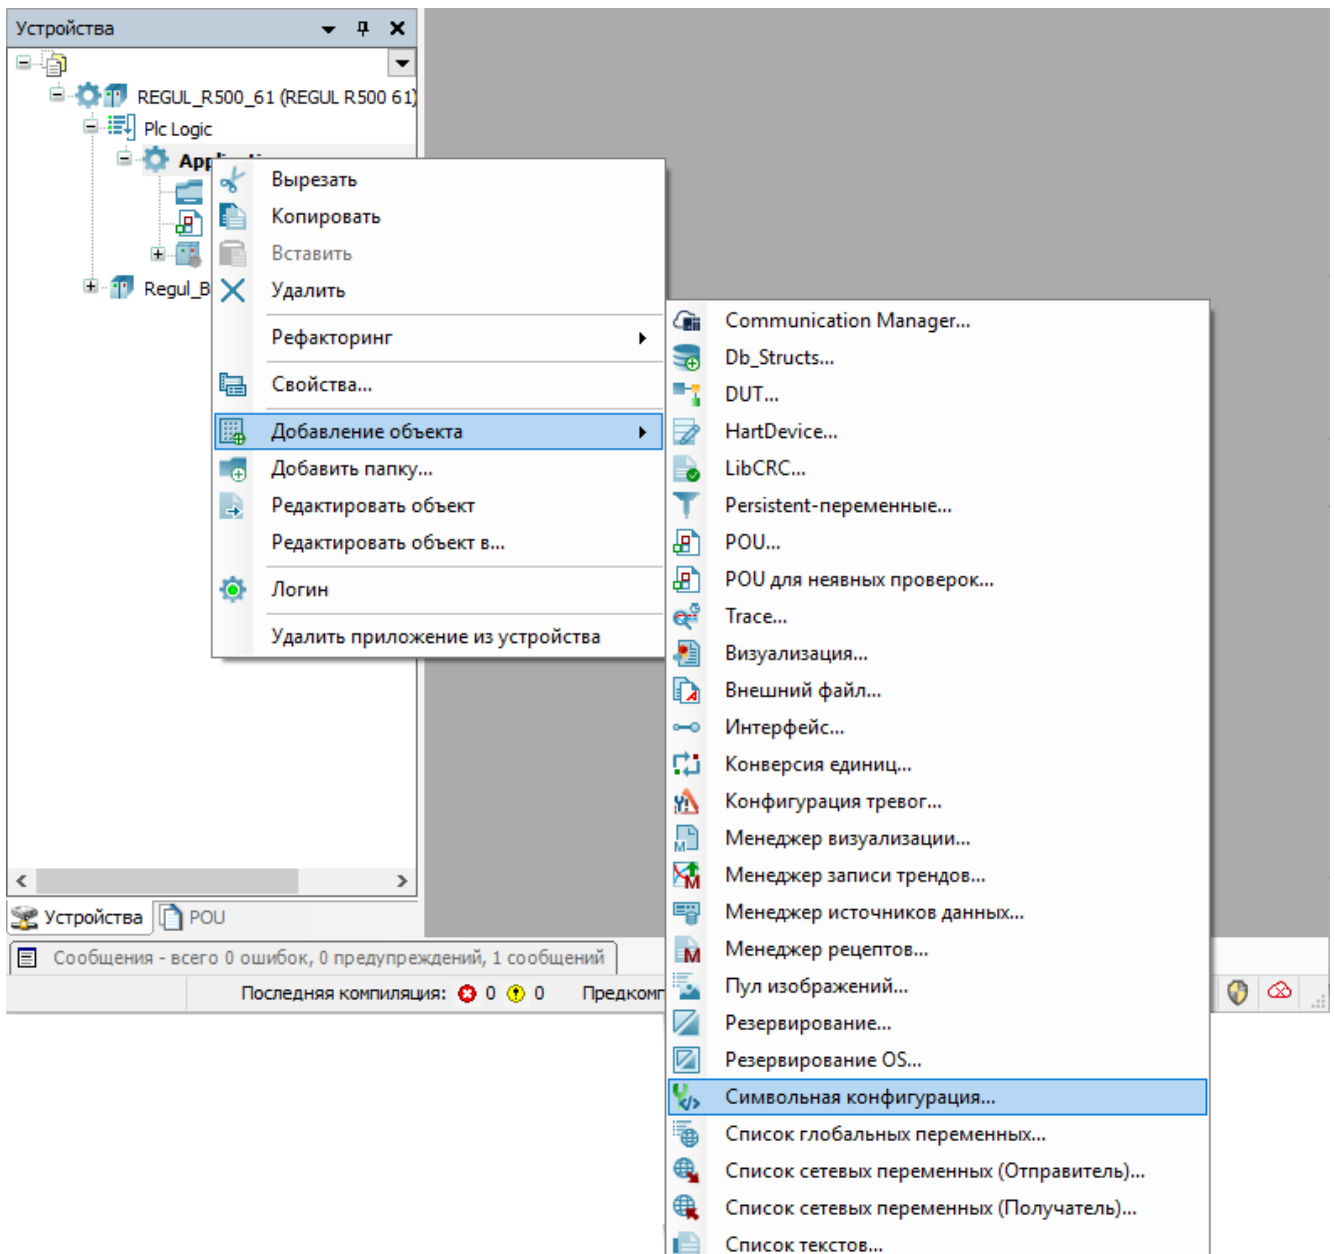 Устройства
REGUL_R500_61 (REGUL R500 61)
Plc Logic
Regul_B
Вырезать
Копировать
Вставить
Удалить
Рефакторинг
Свойства...
Добавление объекта
Добавить папку...
Редактировать объект
Редактировать объект в...
Логин
Удалить приложение из устройства
Communication Manager...
Db_Structs...
DUT...
HartDevice...
LibCRC...
Persistent-переменные...
POU...
POU для неявных проверок...
Trace...
Визуализация...
Внешний файл...
Интерфейс...
Конверсия единиц...
Конфигурация тревог...
Менеджер визуализации...
Менеджер записи трендов...
Менеджер источников данных...
Менеджер рецептов...
Пул изображений...
Резервирование...
Резервирование OS...
Символьная конфигурация...
Список глобальных переменных...
Список сетевых переменных (Отправитель)...
Список сетевых переменных (Получатель)...
Список текстов...
Устройства POU
Сообщения - всего 0 ошибок, 0 предупреждений, 1 сообщений
Последняя компиляция: 0 0 Предкомп